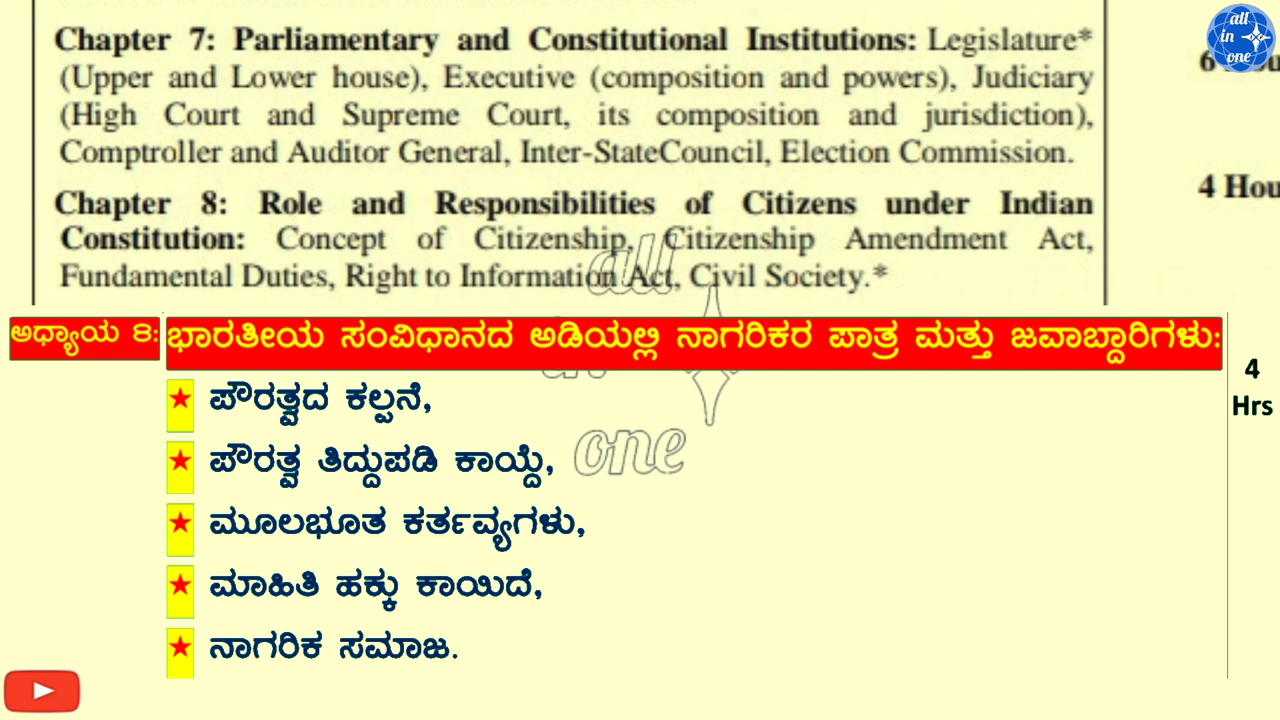 all
in
one
Chapter 7: Parliamentary and Constitutional Institutions: Legislature*
(Upper and Lower house), Executive (composition and powers), Judiciary
(High Court and Supreme Court, its composition and jurisdiction),
Comptroller and Auditor General, Inter-StateCouncil, Election Commission.
Chapter 8: Role and Responsibilities of Citizens under Indian
4 Hou
Constitution: Concept of Citizenship, Citizenship Amendment Act,
Fundamental Duties, Right to Information Act, Civil Society.*
all
in
one
ಅಧ್ಯಾಯ 8: ಭಾರತೀಯ ಸಂವಿಧಾನದ ಅಡಿಯಲ್ಲಿ ನಾಗರಿಕರ ಪಾತ್ರ ಮತ್ತು ಜವಾಬ್ದಾರಿಗಳು:
4
Hrs
ಪೌರತ್ವದ ಕಲ್ಪನೆ,
ಪೌರತ್ವ ತಿದ್ದುಪಡಿ ಕಾಯ್ದೆ,
ಮೂಲಭೂತ ಕರ್ತವ್ಯಗಳು,
ಮಾಹಿತಿ ಹಕ್ಕು ಕಾಯಿದೆ,
ನಾಗರಿಕ ಸಮಾಜ.